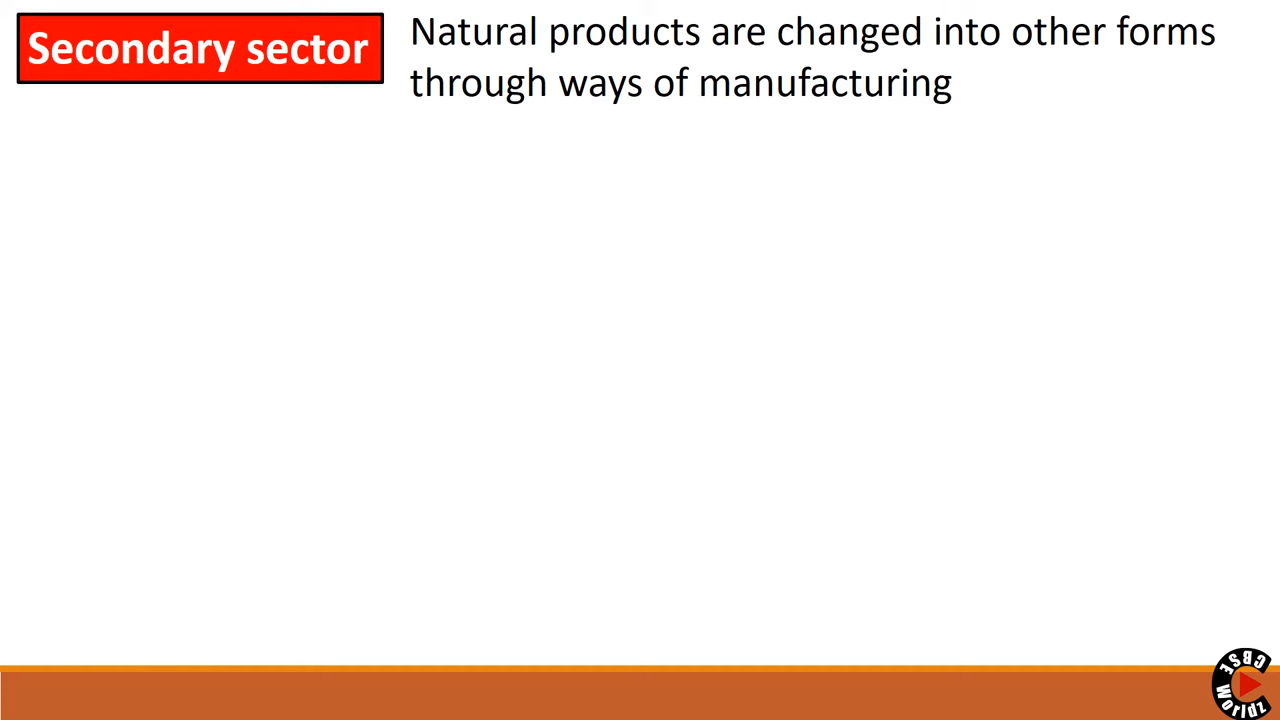 Secondary sector
Natural products are changed into other forms
through ways of manufacturing
CBSE
Worldz